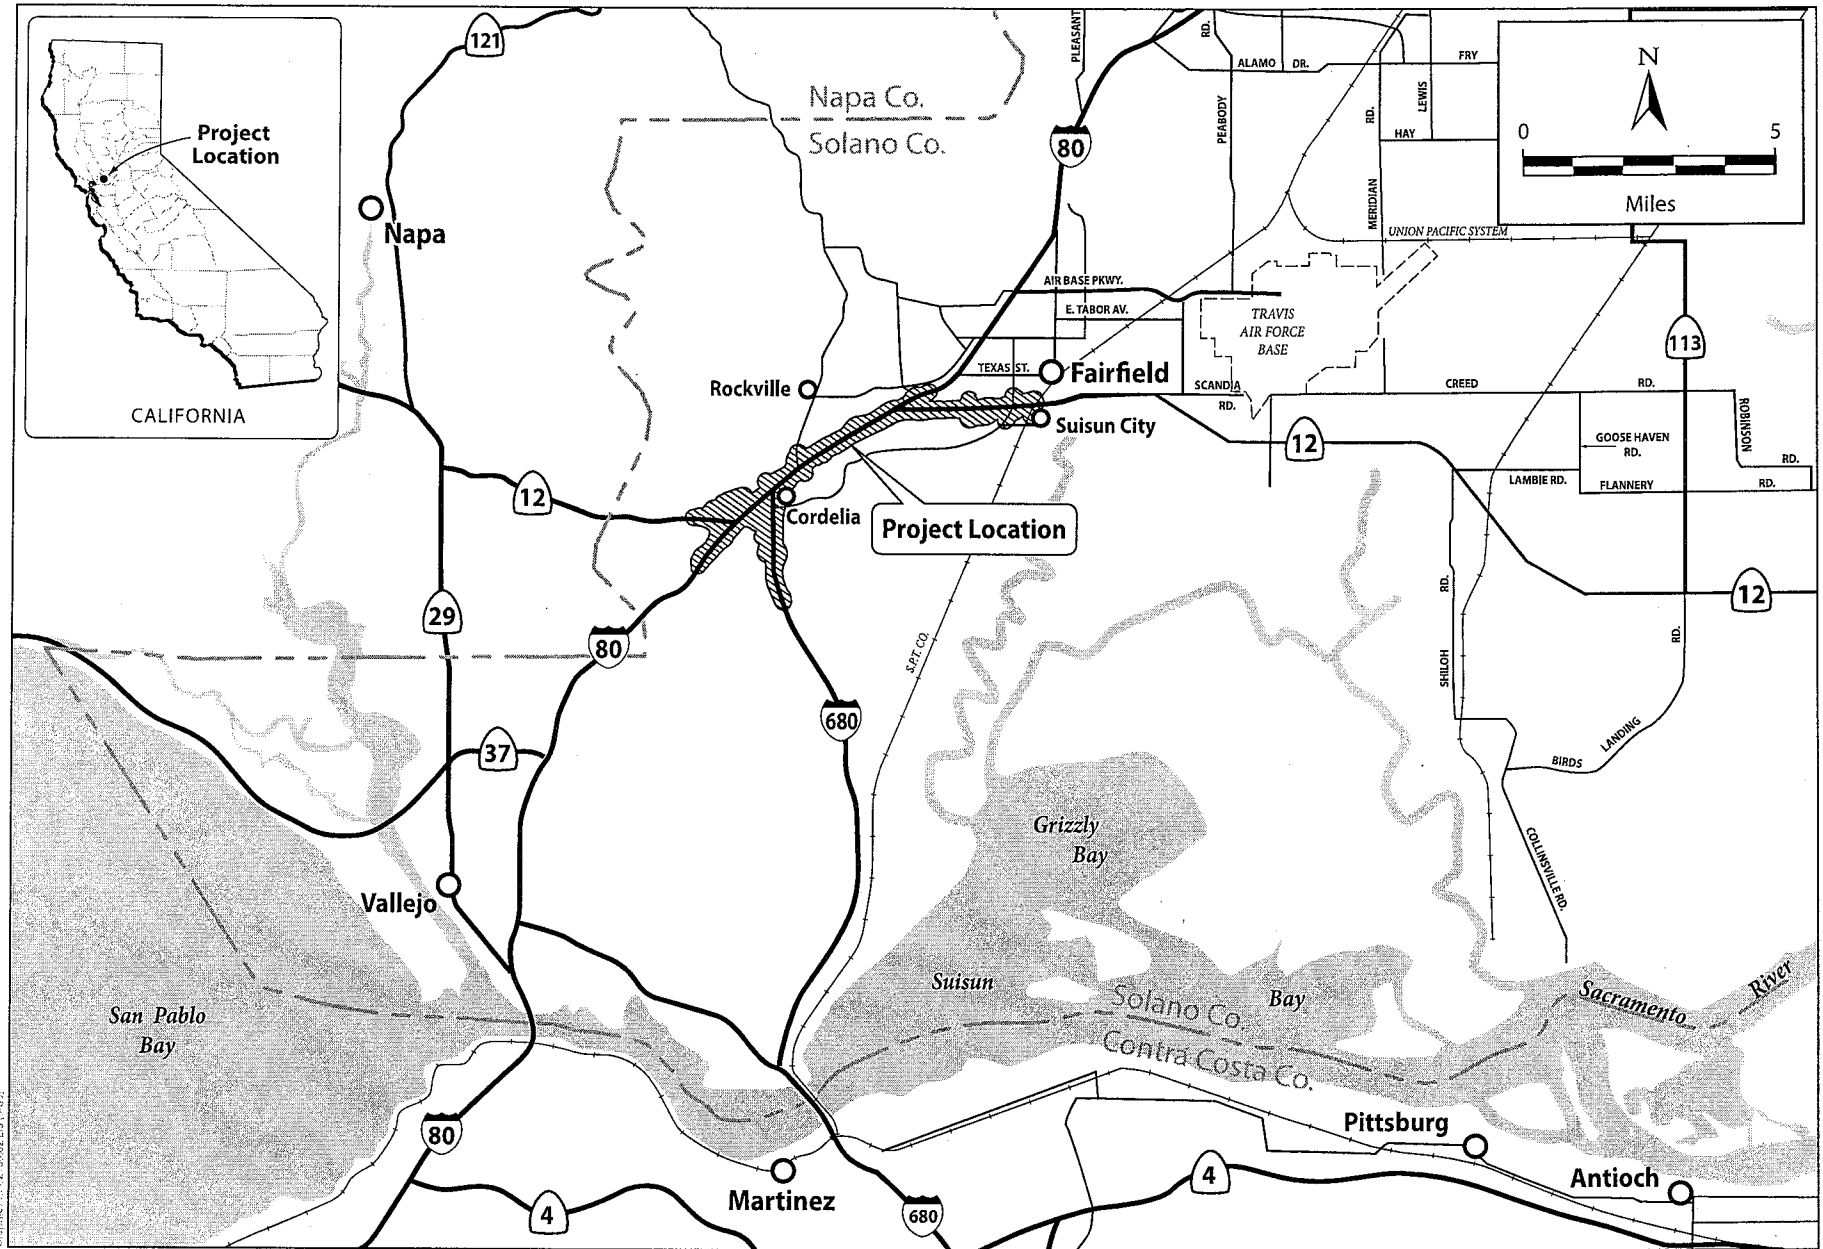 121
PLEASANT
RD.
ALAMO DR.
FRY
N
Napa Co.
Solano Co.
Project
Location
PEABODY
RD.
LEWIS
HAY
0 5
80
Miles
Napa
MERIDIAN
UNION PACIFIC SYSTEM
AIR BASE PKWY.
E. TABOR AV.
TRAVIS
AIR FORCE
BASE
113
TEXAS ST.
Fairfield
Rockville
SCANDIA
RD.
CREED
RD.
ROBINSON
CALIFORNIA
Suisun City
12
GOOSE HAVEN
RD.
RD.
LAMBIE RD.
FLANNERY
RD.
12
Cordelia
Project Location
RD.
12
29
80
S.P.T. CO.
SHILOH
RD.
680
37
LANDING
BIRDS
Grizzly
Bay
COLLINSVILLE RD.
Vallejo
Suisun
Bay
Solano Co.
Contra Costa Co.
Sacramento
River
San Pablo
Bay
80
Pittsburg
Martinez
4
Antioch
4
680